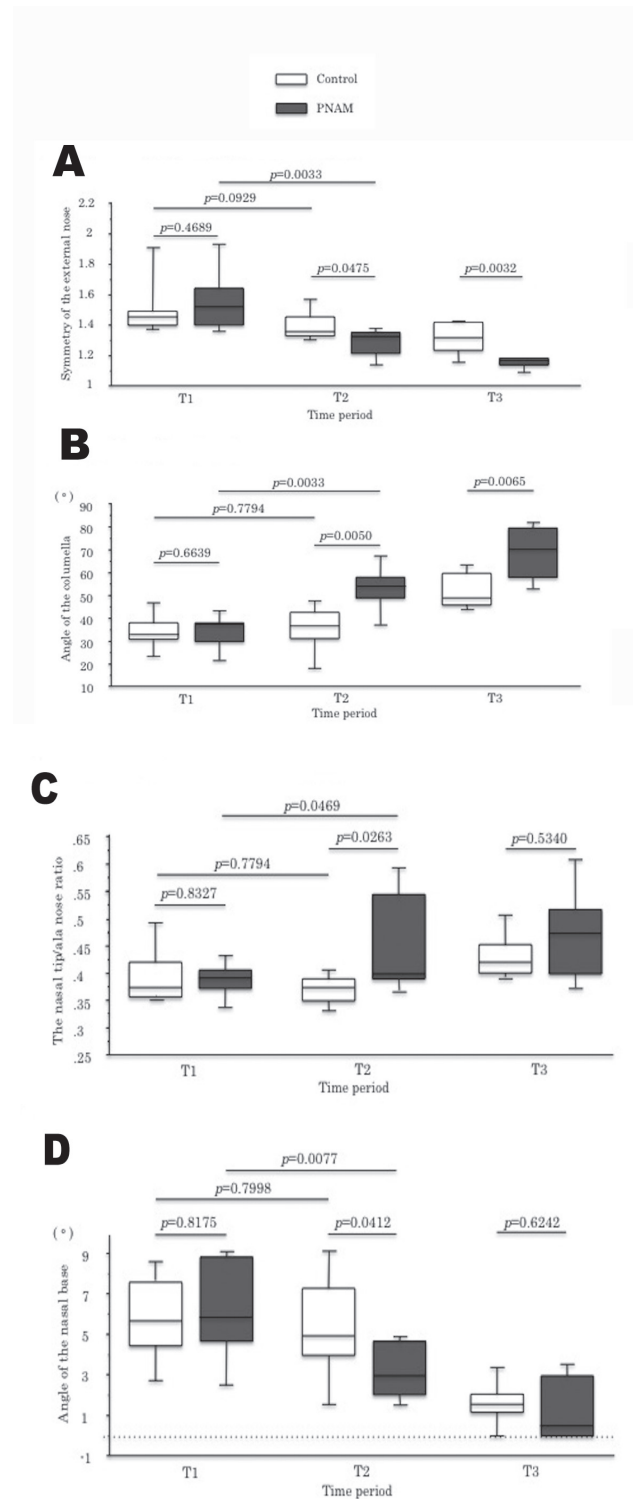 Control
PNAM
A
p=0.0033
p=0.0929
p=0.4689
p=0.0475
p=0.0032
Symmetry of the external nose
2.2
2
1.8
1.6
1.4
1.2
1
T1 T2 T3
Time period
B
(°)
p=0.0033
p=0.0065
p=0.7794
p=0.0050
p=0.6639
Angle of the columella
90
80
70
60
50
40
30
20
10
T1 T2 T3
Time period
C
p=0.0469
p=0.0263
p=0.5340
p=0.7794
p=0.8327
The nasal tip/ala nose ratio
.65
.6
.55
.5
.45
.4
.35
.3
.25
T1 T2 T3
Time period
D
p=0.0077
p=0.7998
(°)
p=0.8175
p=0.0412
p=0.6242
Angle of the nasal base
9
7
5
3
1
-1
T1 T2 T3
Time period